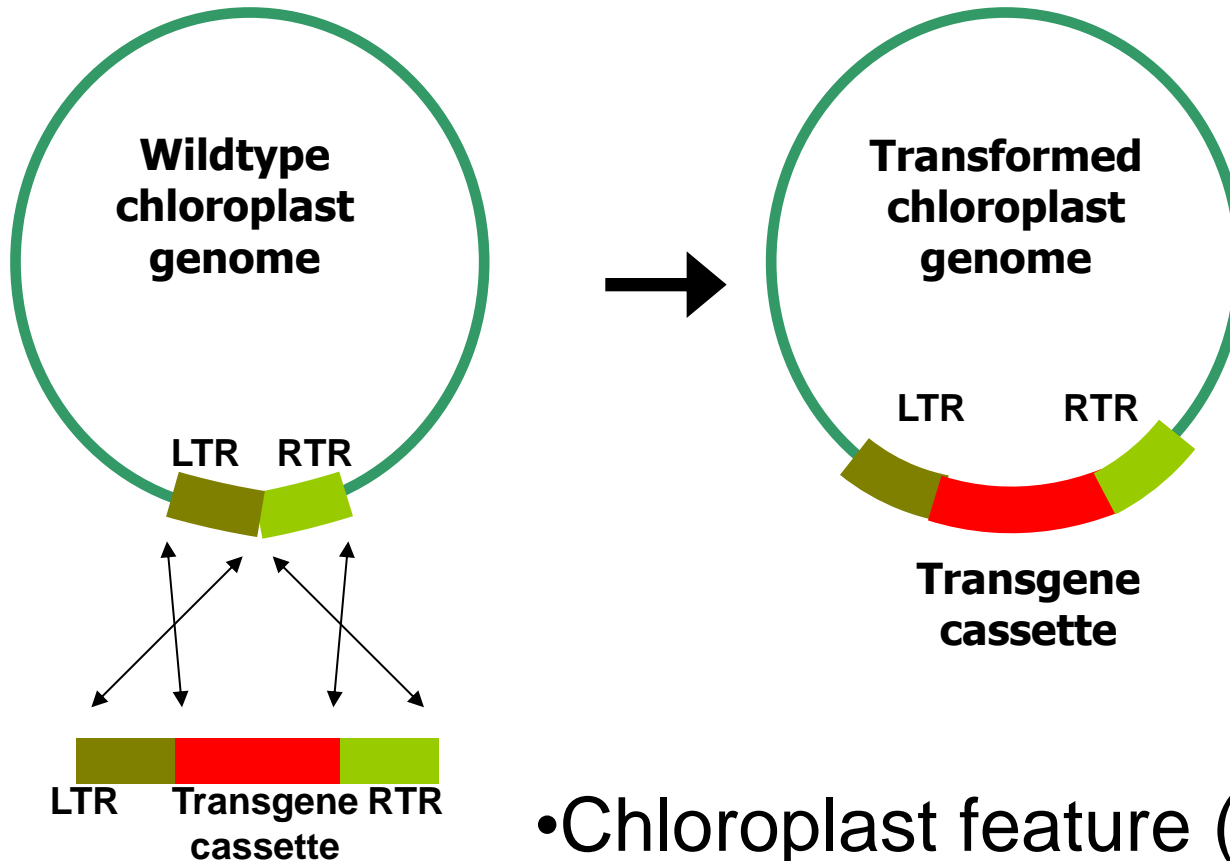 Wildtype
chloroplast
genome
LTR RTR
LTR Transgene RTR
cassette
Transformed
chloroplast
genome
LTR RTR
Transgene
cassette
•Chloroplast feature (